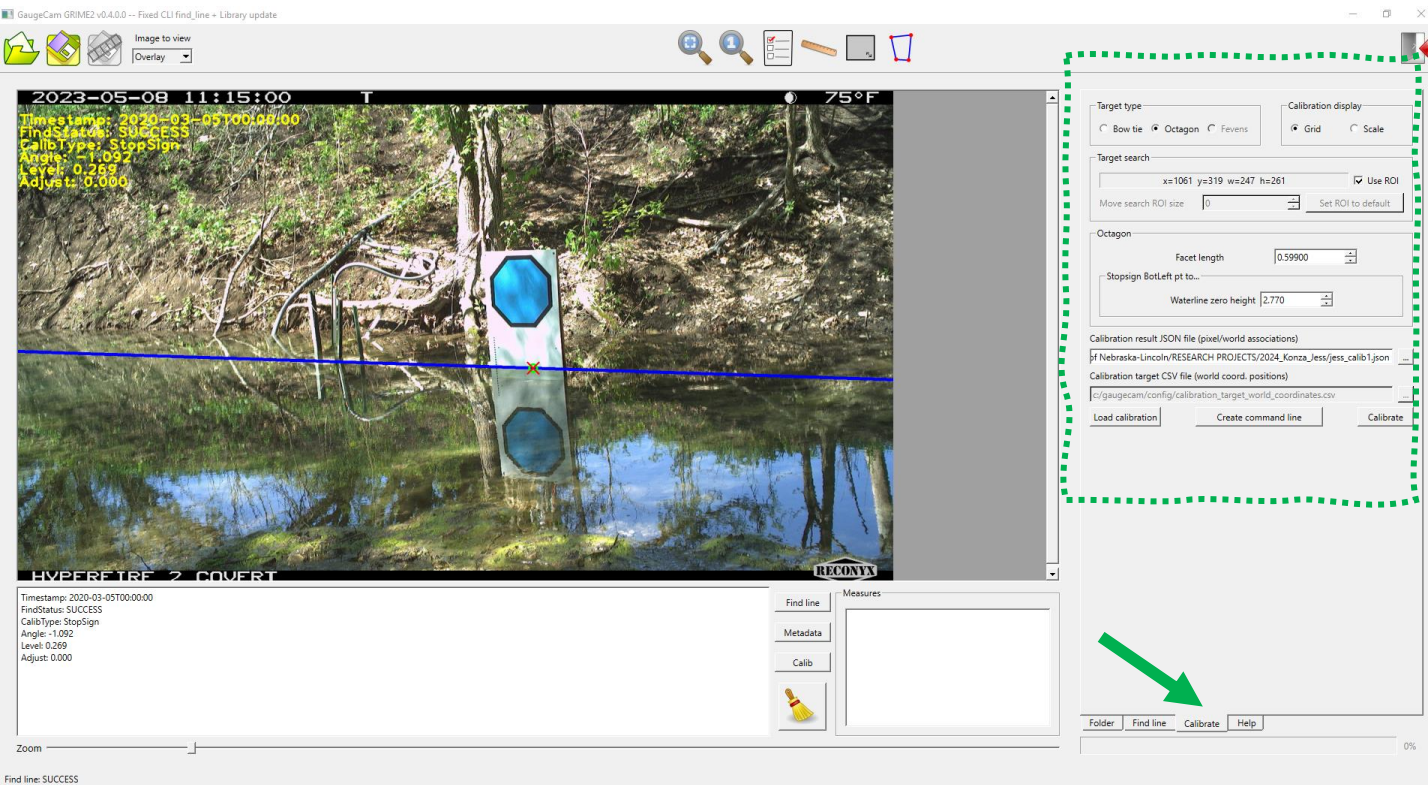 GaugeCam GRIME2 v0.4.0.0 -- Fixed CLI find_line + Library update
Image to view
Overlay
2023-05-08 11:15:00 T 75°F
Timestamp: 2020-03-05T00:00:00
FindStatus: SUCCESS
CalibType: StopSign
Angle: -1.092
Level: 0.269
Adjust: 0.000
HYPERFIRE 2 COVERT
RECONYX
Target type
Bow tie Octagon Fevens
Calibration display
Grid Scale
Target search
x=1061 y=319 w=247 h=261
Use ROI
Move search ROI size 0 Set ROI to default
Octagon
Facet length 0.59900
Stopsign BotLeft pt to...
Waterline zero height 2.770
Calibration result JSON file (pixel/world associations)
of Nebraska-Lincoln/RESEARCH PROJECTS/2024_Konza_Jess/jess_calib1.json ...
Calibration target CSV file (world coord. positions)
c:/gaugecam/config/calibration_target_world_coordinates.csv ...
Load calibration Create command line Calibrate
Timestamp: 2020-03-05T00:00:00
FindStatus: SUCCESS
CalibType: StopSign
Angle: -1.092
Level: 0.269
Adjust: 0.000
Find line
Metadata
Calib
Measures
Folder Find line Calibrate Help
Zoom
0%
Find line: SUCCESS